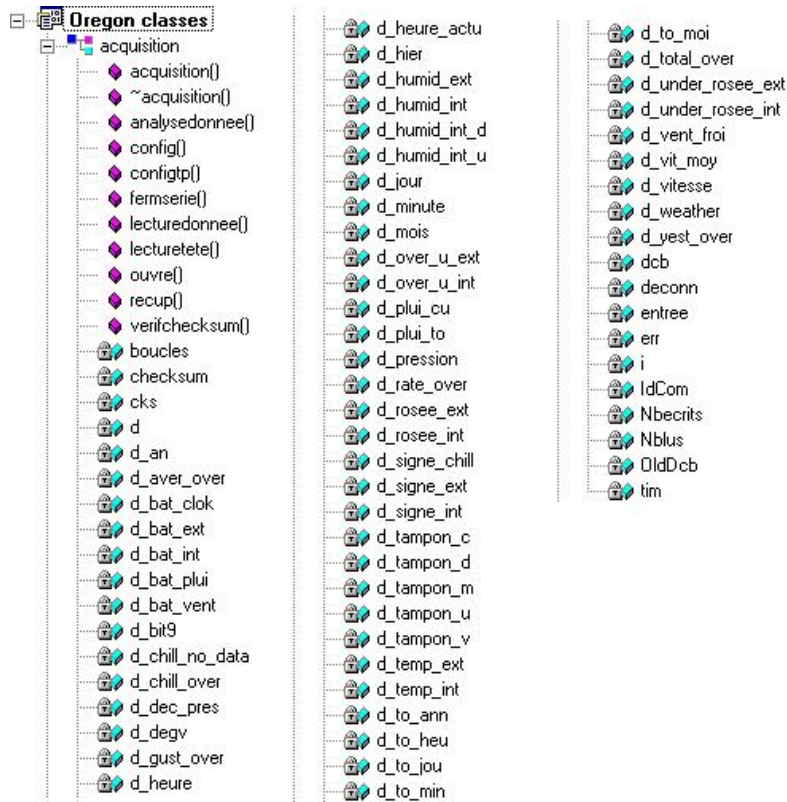 Oregon classes
acquisition
acquisition()
~acquisition()
analysedonnee()
config()
configtp()
fermserie()
lecturedonnee()
lecturetete()
ouvre()
recup()
verifchecksum()
boucles
checksum
cks
d
d_an
d_aver_over
d_bat_clok
d_bat_ext
d_bat_int
d_bat_plui
d_bat_vent
d_bit9
d_chill_no_data
d_chill_over
d_dec_pres
d_degv
d_gust_over
d_heure
d_heure_actu
d_hier
d_humid_ext
d_humid_int
d_humid_int_d
d_humid_int_u
d_jour
d_minute
d_mois
d_over_u_ext
d_over_u_int
d_plui_cu
d_plui_to
d_pression
d_rate_over
d_rosee_ext
d_rosee_int
d_signe_chill
d_signe_ext
d_signe_int
d_tampon_c
d_tampon_d
d_tampon_m
d_tampon_u
d_tampon_v
d_temp_ext
d_temp_int
d_to_ann
d_to_heu
d_to_jou
d_to_min
d_to_moi
d_total_over
d_under_rosee_ext
d_under_rosee_int
d_vent_froi
d_vit_moy
d_vitesse
d_weather
d_yest_over
dcb
deconn
entree
err
i
IdCom
Nbecrits
Nblus
OldDcb
tim